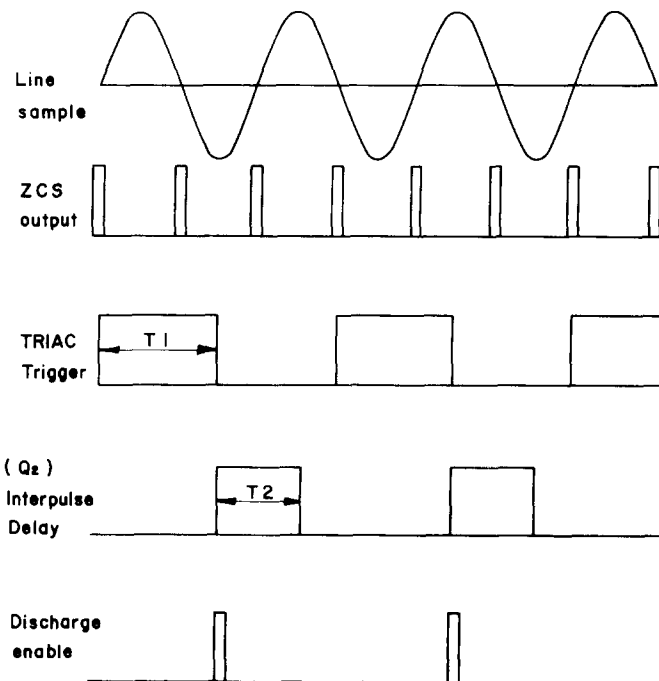 Line
sample
ZCS
output
TRIAC
Trigger
T1
(Q₂)
Interpulse
Delay
T2
Discharge
enable